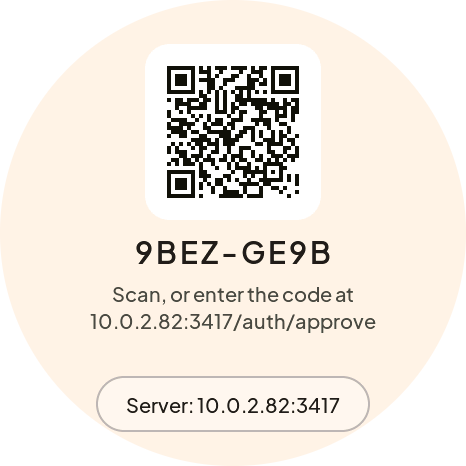 9BEZ-GE9B
Scan, or enter the code at
10.0.2.82:3417/auth/approve
Server: 10.0.2.82:3417